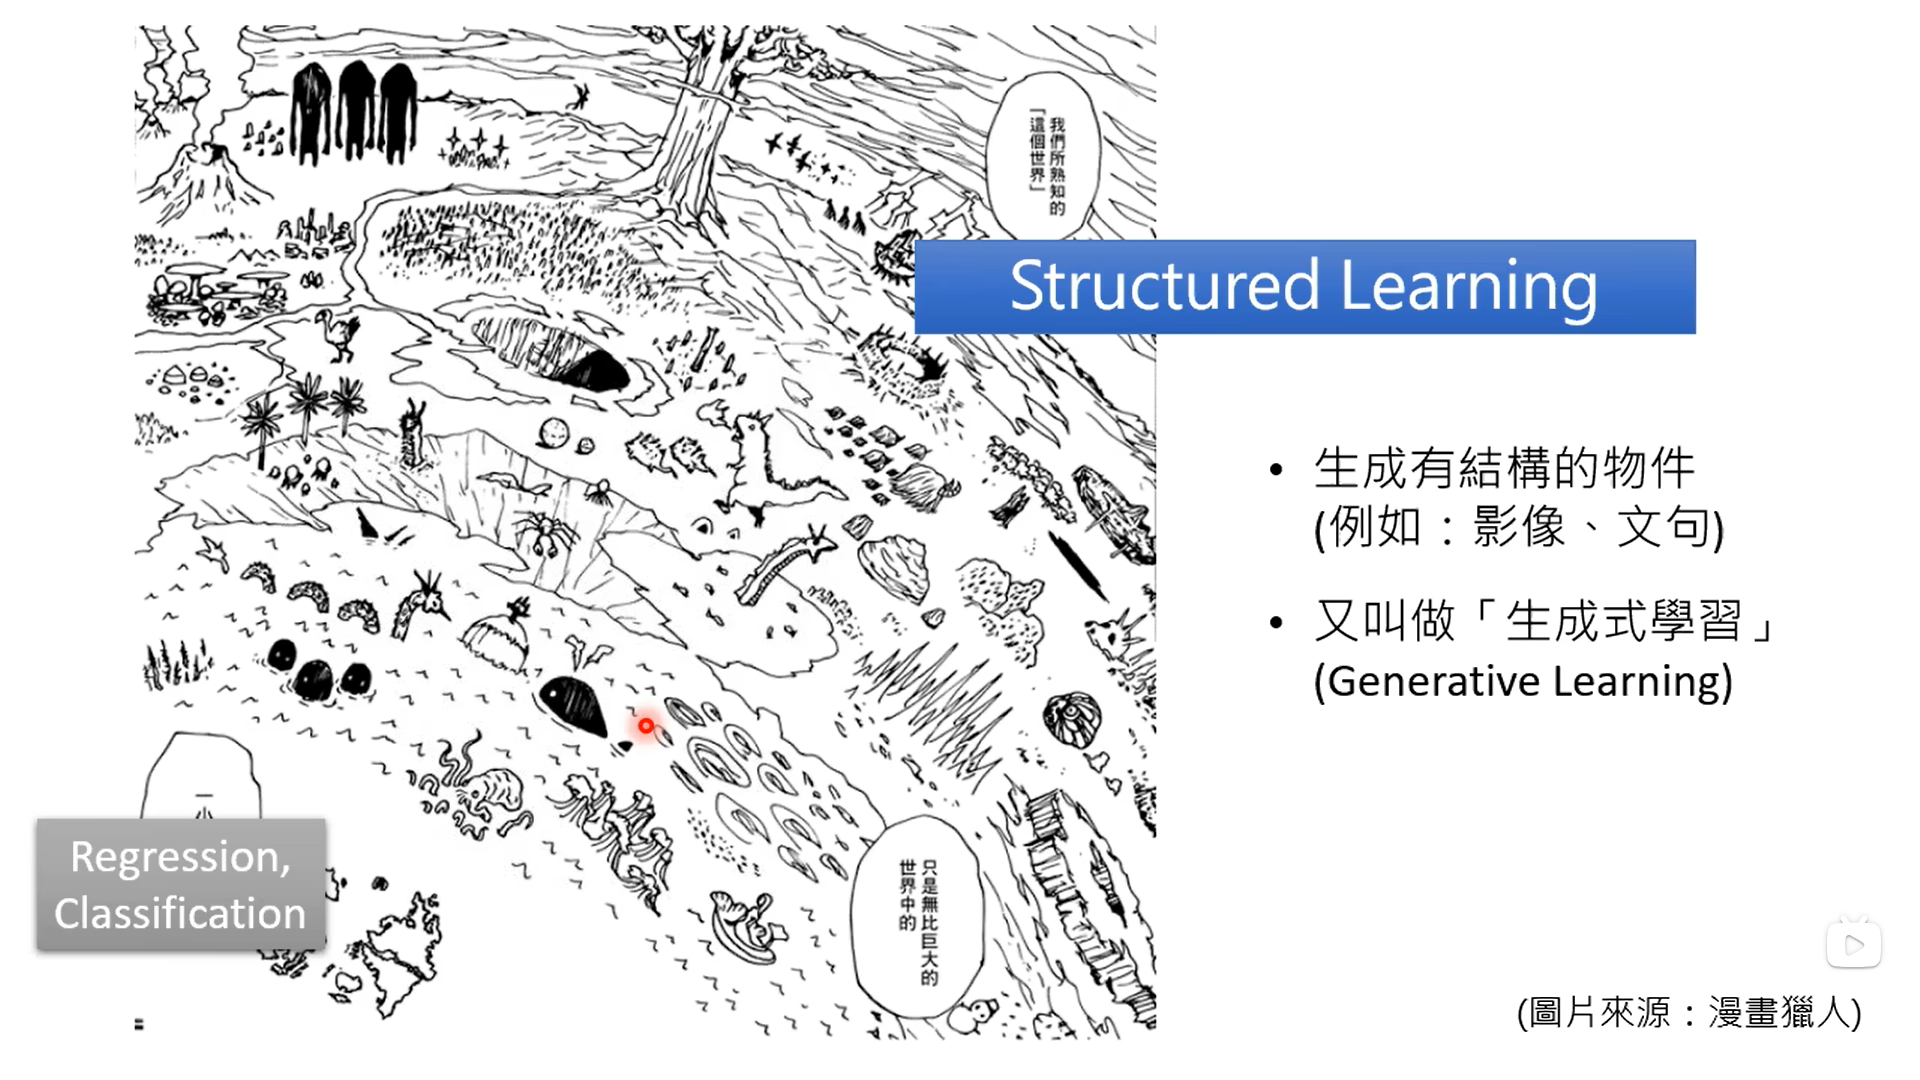 我們所熟知的
「這個世界」
Structured Learning
• 生成有結構的物件
(例如：影像、文句)
• 又叫做「生成式學習」
(Generative Learning)
一小
Regression,
Classification
只是無比巨大的
世界中的
(圖片來源：漫畫獵人)